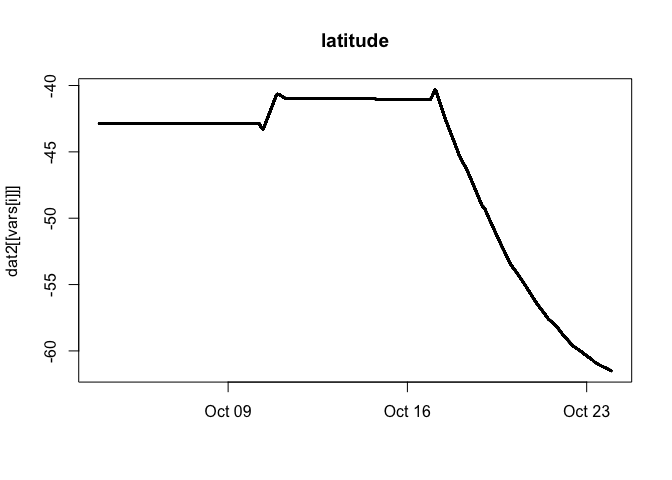 latitude
-40
-45
-50
-55
-60
dat2[[vars[i]]]
Oct 09
Oct 16
Oct 23